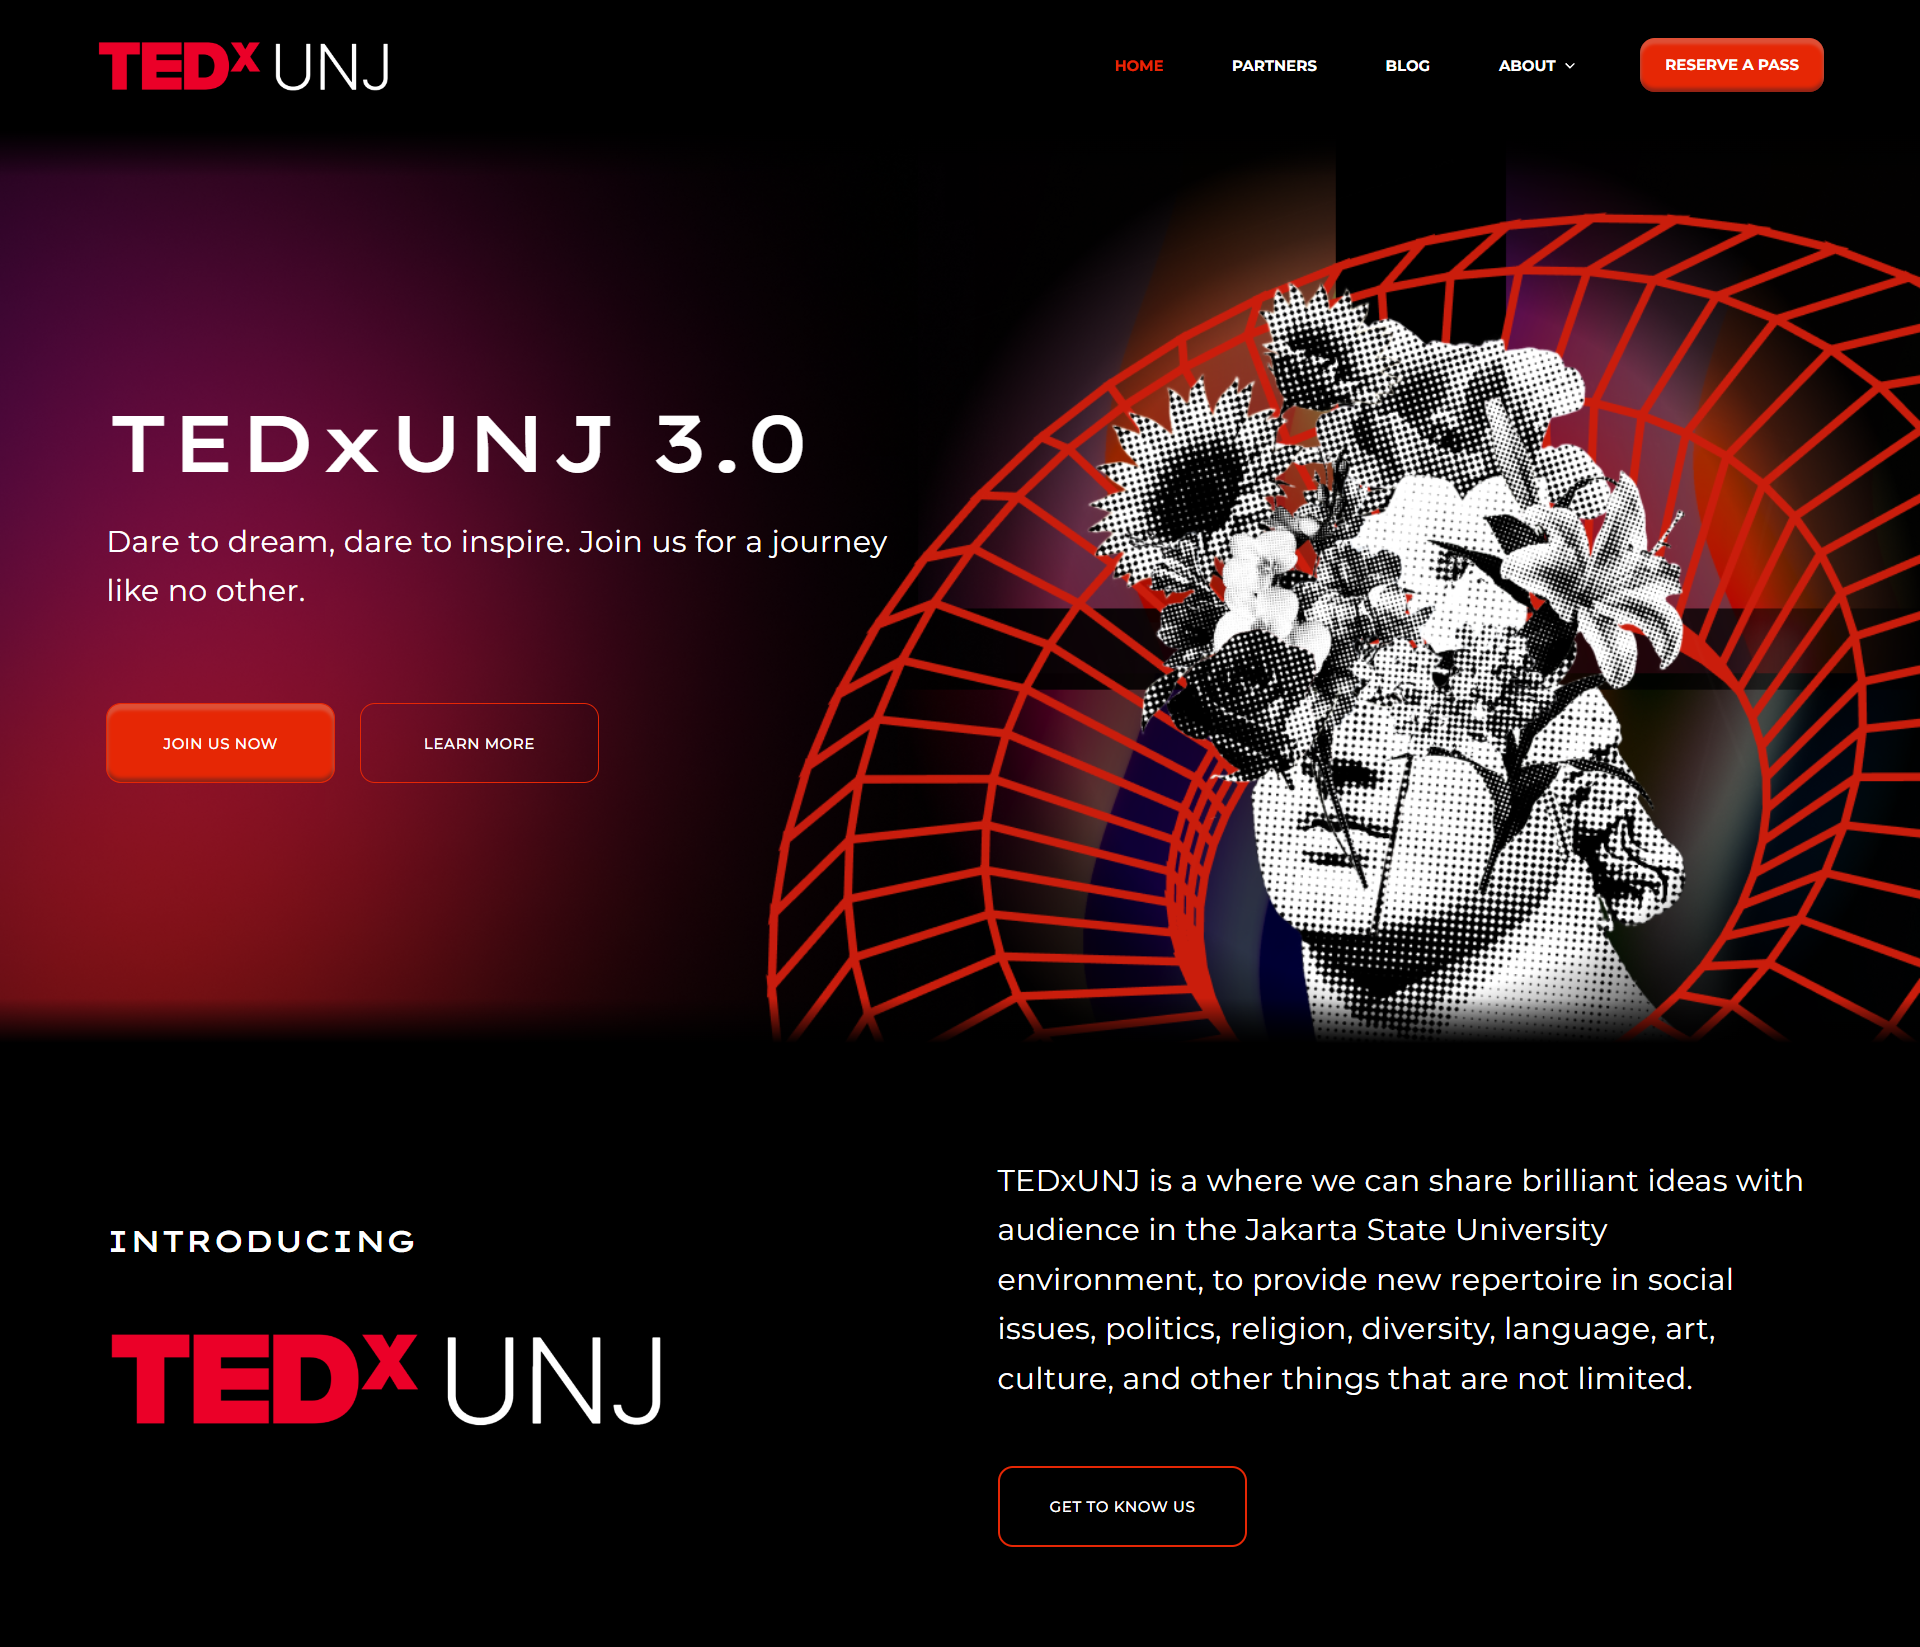 TEDx UNJ
HOME
PARTNERS
BLOG
ABOUT
RESERVE A PASS
TEDxUNJ 3.0
Dare to dream, dare to inspire. Join us for a journey
like no other.
JOIN US NOW
LEARN MORE
INTRODUCING
TEDx UNJ
TEDxUNJ is a where we can share brilliant ideas with
audience in the Jakarta State University
environment, to provide new repertoire in social
issues, politics, religion, diversity, language, art,
culture, and other things that are not limited.
GET TO KNOW US